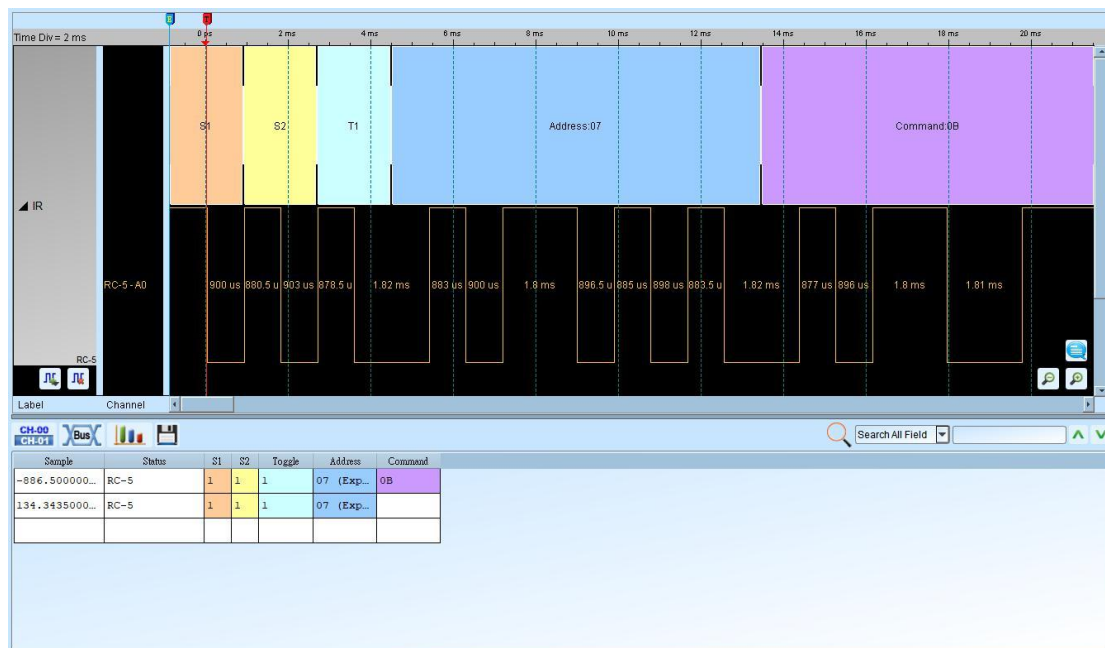 E T
Time Div = 2 ms 0 ps 2 ms 4 ms 6 ms 8 ms 10 ms 12 ms 14 ms 16 ms 18 ms 20 ms
S1 S2 T1 Address:07 Command:0B
IR
RC-5 - A0 900 us 880.5 u 903 us 878.5 u 1.82 ms 883 us 900 us 1.8 ms 896.5 u 885 us 898 us 883.5 u 1.82 ms 877 us 896 us 1.8 ms 1.81 ms
RC-5
Label Channel
CH-00
CH-01
Bus
Search All Field
Sample Status S1 S2 Toggle Address Command
-886.500000... RC-5 1 1 1 07 (Exp... 0B
134.3435000... RC-5 1 1 1 07 (Exp...